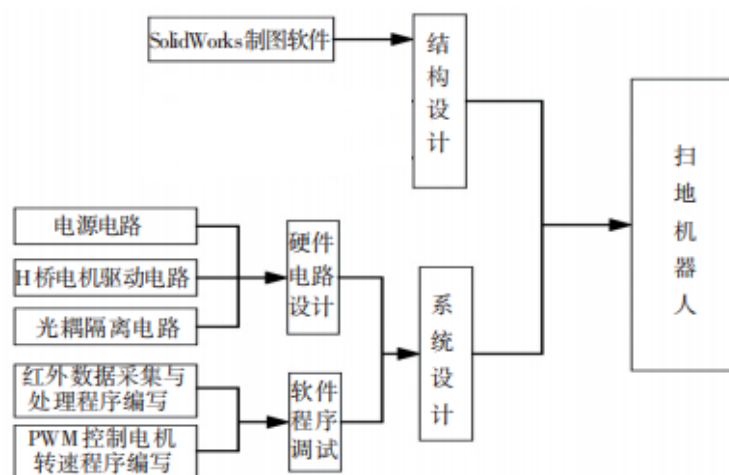 SolidWorks制图软件
结构设计
扫地机器人
电源电路
H桥电机驱动电路
光耦隔离电路
硬件
电路
设计
系统设计
红外数据采集与
处理程序编写
PWM控制电机
转速程序编写
软件
程序
调试